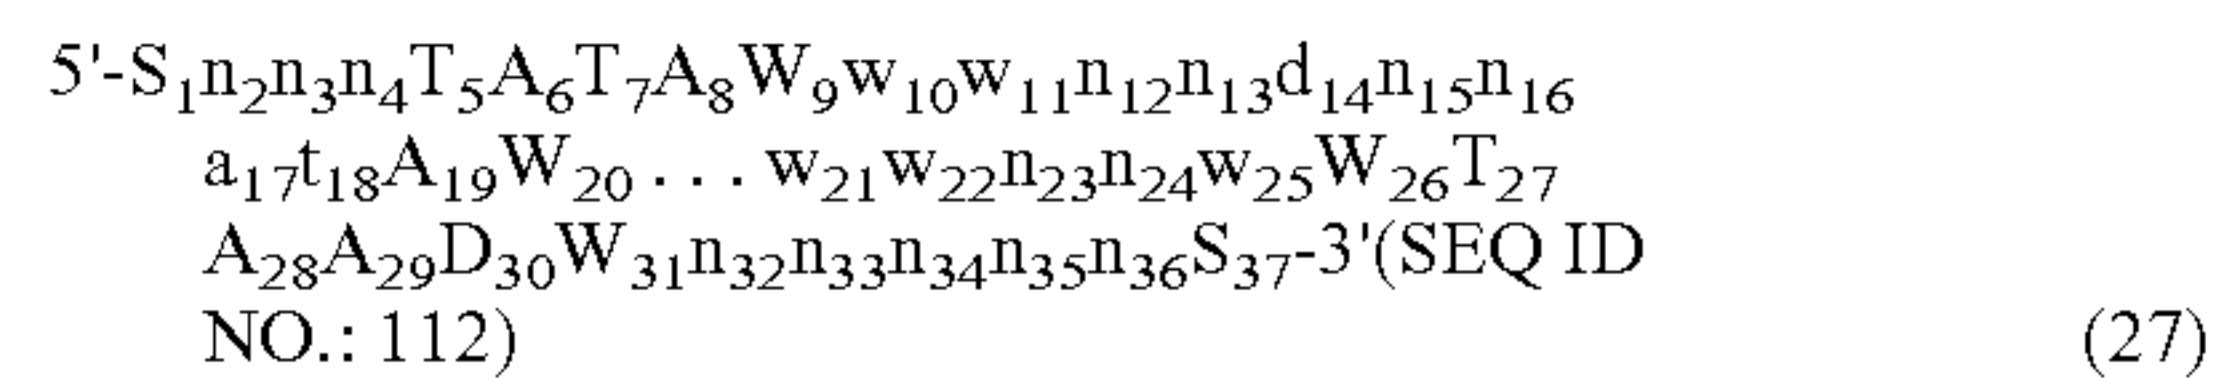 5'-S₁n₂n₃n₄T₅A₆T₇A₈W₉w₁₀w₁₁n₁₂n₁₃d₁₄n₁₅n₁₆
a₁₇t₁₈A₁₉W₂₀ . . . w₂₁w₂₂n₂₃n₂₄w₂₅W₂₆T₂₇
A₂₈A₂₉D₃₀W₃₁n₃₂n₃₃n₃₄n₃₅n₃₆S₃₇-3'(SEQ ID
NO.: 112) (27)